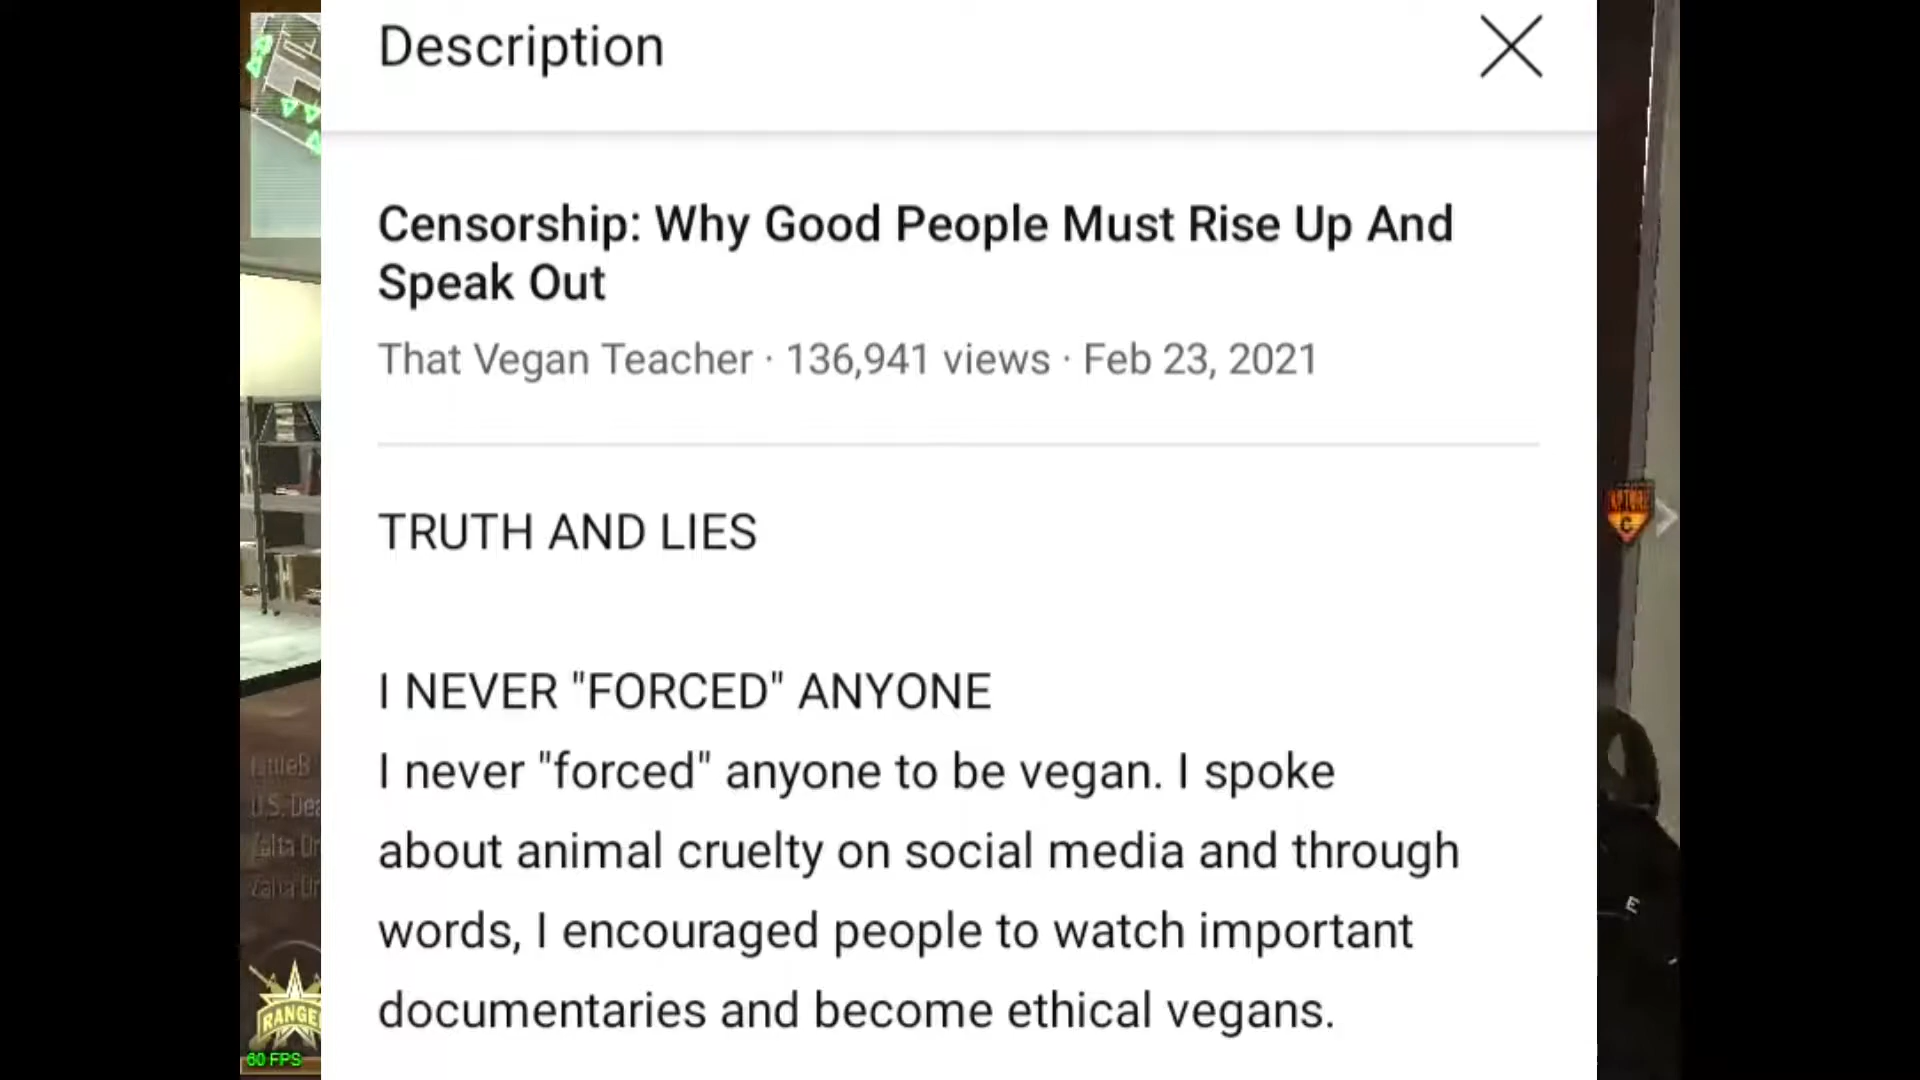 Description
Censorship: Why Good People Must Rise Up And
Speak Out
That Vegan Teacher · 136,941 views · Feb 23, 2021
TRUTH AND LIES
I NEVER "FORCED" ANYONE
I never "forced" anyone to be vegan. I spoke
about animal cruelty on social media and through
words, I encouraged people to watch important
documentaries and become ethical vegans.
C
E
U.S. Dea
RANGE
60 FPS